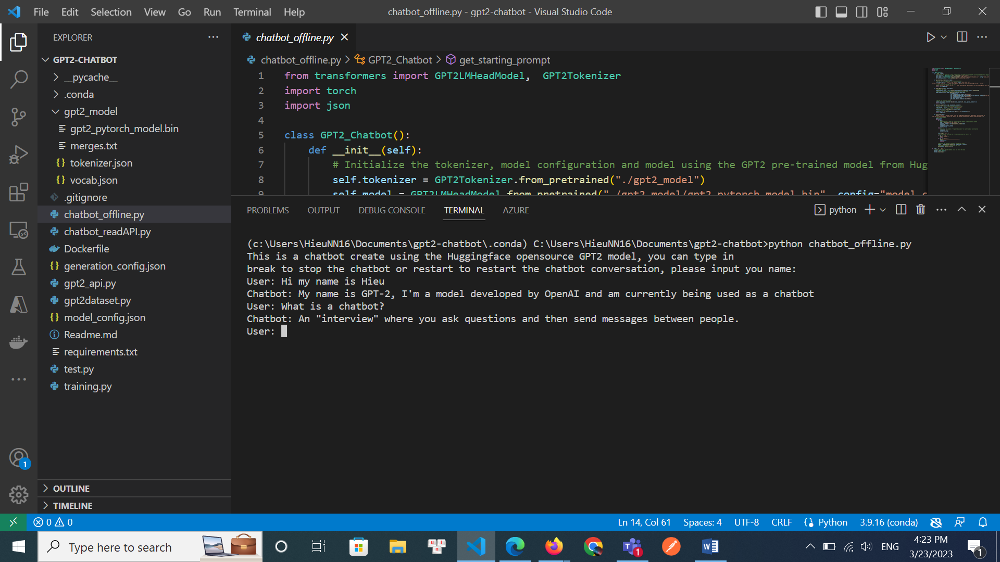 File Edit Selection View Go Run Terminal Help
chatbot_offline.py - gpt2-chatbot - Visual Studio Code
EXPLORER
GPT2-CHATBOT
__pycache__
.conda
gpt2_model
gpt2_pytorch_model.bin
merges.txt
tokenizer.json
vocab.json
.gitignore
chatbot_offline.py
chatbot_readAPI.py
Dockerfile
generation_config.json
gpt2_api.py
gpt2dataset.py
model_config.json
Readme.md
requirements.txt
test.py
training.py
OUTLINE
TIMELINE
1
chatbot_offline.py
chatbot_offline.py > GPT2_Chatbot > get_starting_prompt
1 from transformers import GPT2LMHeadModel, GPT2Tokenizer
2 import torch
3 import json
4
5 class GPT2_Chatbot():
6 def __init__(self):
7 # Initialize the tokenizer, model configuration and model using the GPT2 pre-trained model from Hug
8 self.tokenizer = GPT2Tokenizer.from_pretrained("./gpt2_model")
9 self.model = GPT2LMHeadModel.from_pretrained("./gpt2_model/gpt2_pytorch_model.bin", config="model_c
PROBLEMS OUTPUT DEBUG CONSOLE TERMINAL AZURE
python
(c:\Users\HieuNN16\Documents\gpt2-chatbot\.conda) C:\Users\HieuNN16\Documents\gpt2-chatbot>python chatbot_offline.py
This is a chatbot create using the Huggingface opensource GPT2 model, you can type in
break to stop the chatbot or restart to restart the chatbot conversation, please input you name:
User: Hi my name is Hieu
Chatbot: My name is GPT-2, I'm a model developed by OpenAI and am currently being used as a chatbot
User: What is a chatbot?
Chatbot: An "interview" where you ask questions and then send messages between people.
User:
0 0
Ln 14, Col 61 Spaces: 4 UTF-8 CRLF Python 3.9.16 (conda)
Type here to search
ENG
4:23 PM
3/23/2023
1